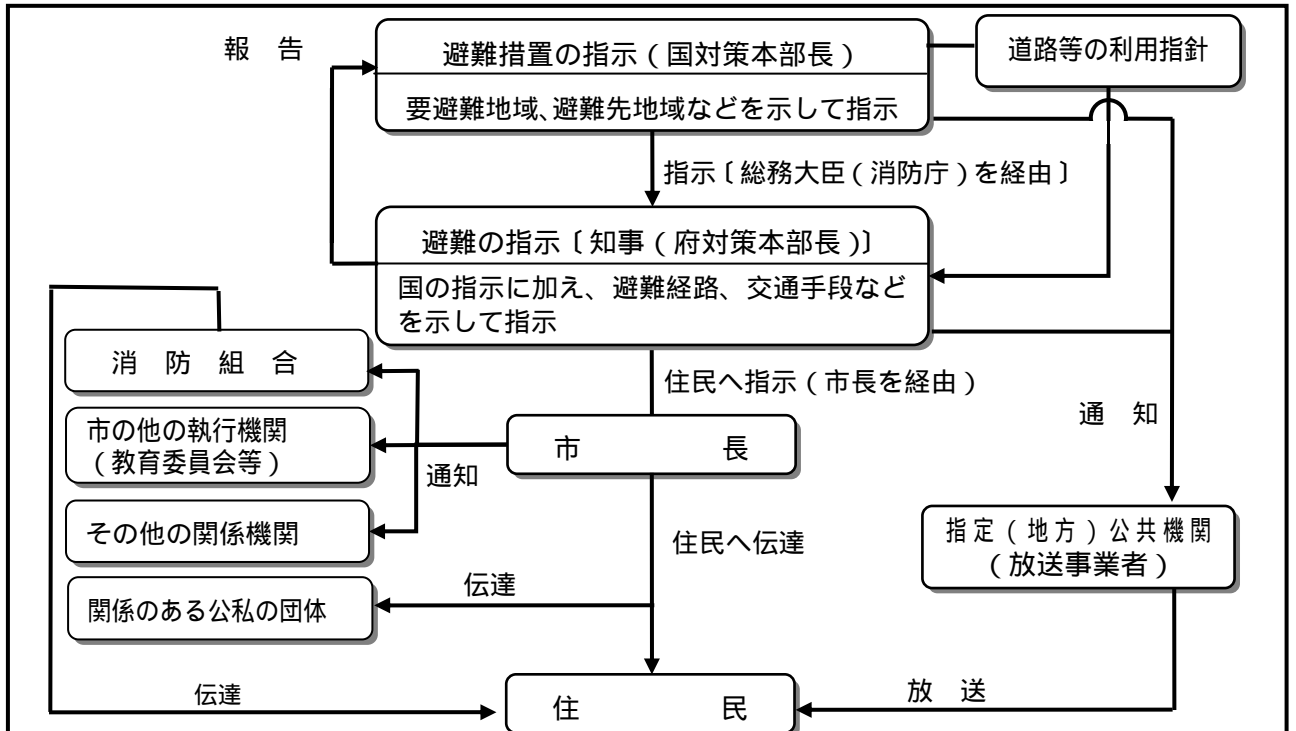 報　告
避難措置の指示（国対策本部長）
道路等の利用指針
要避難地域、避難先地域などを示して指示
指示〔総務大臣（消防庁）を経由〕
避難の指示〔知事（府対策本部長）〕
国の指示に加え、避難経路、交通手段など
を示して指示
消　防　組　合
住民へ指示（市長を経由）
通　知
市の他の執行機関
（教育委員会等）
市　　　　　長
通知
その他の関係機関
住民へ伝達
指定（地方）公共機関
（放送事業者）
関係のある公私の団体
伝達
伝達
住　　　　　民
放　送